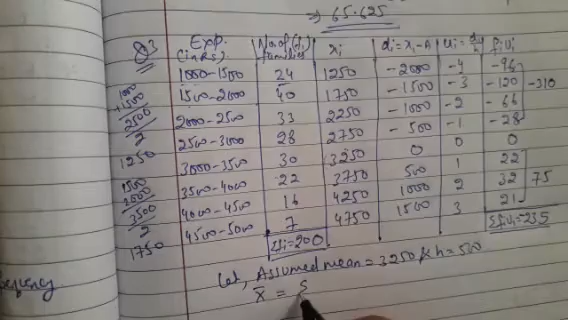 ⇒ 65.625
Q3 Exp. (in Rs) No of (fi) families xi di = xi - A ui = di/h fiui
1000-1500 24 1250 -2000 -4 -96
1500-2000 40 1750 -1500 -3 -120 -310
2000-2500 33 2250 -1000 -2 -66
2500-3000 28 2750 -500 -1 -28
3000-3500 30 3250 0 0 0
3500-4000 22 3750 500 1 22
4000-4500 16 4250 1000 2 32 75
4500-5000 7 4750 1500 3 21
Σfi=200 Σfiui=235
1000
+1500
2500
2
1250
1500
2000
3500
2
1750
Let, Assumed mean = 3250 & h = 500
x̄ =